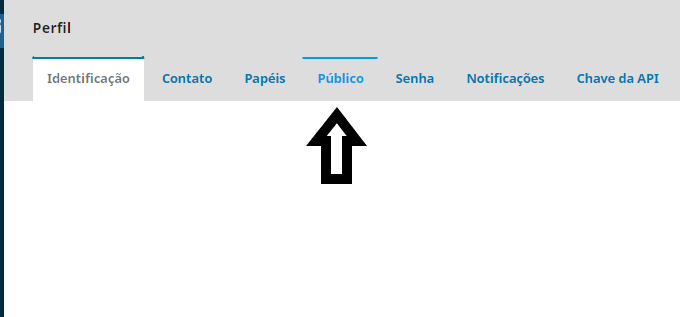 Perfil
Identificação Contato Papéis Público Senha Notificações Chave da API